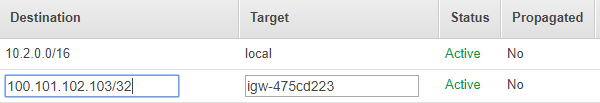 Destination Target Status Propagated
10.2.0.0/16 local Active No
100.101.102.103/32 igw-475cd223 Active No